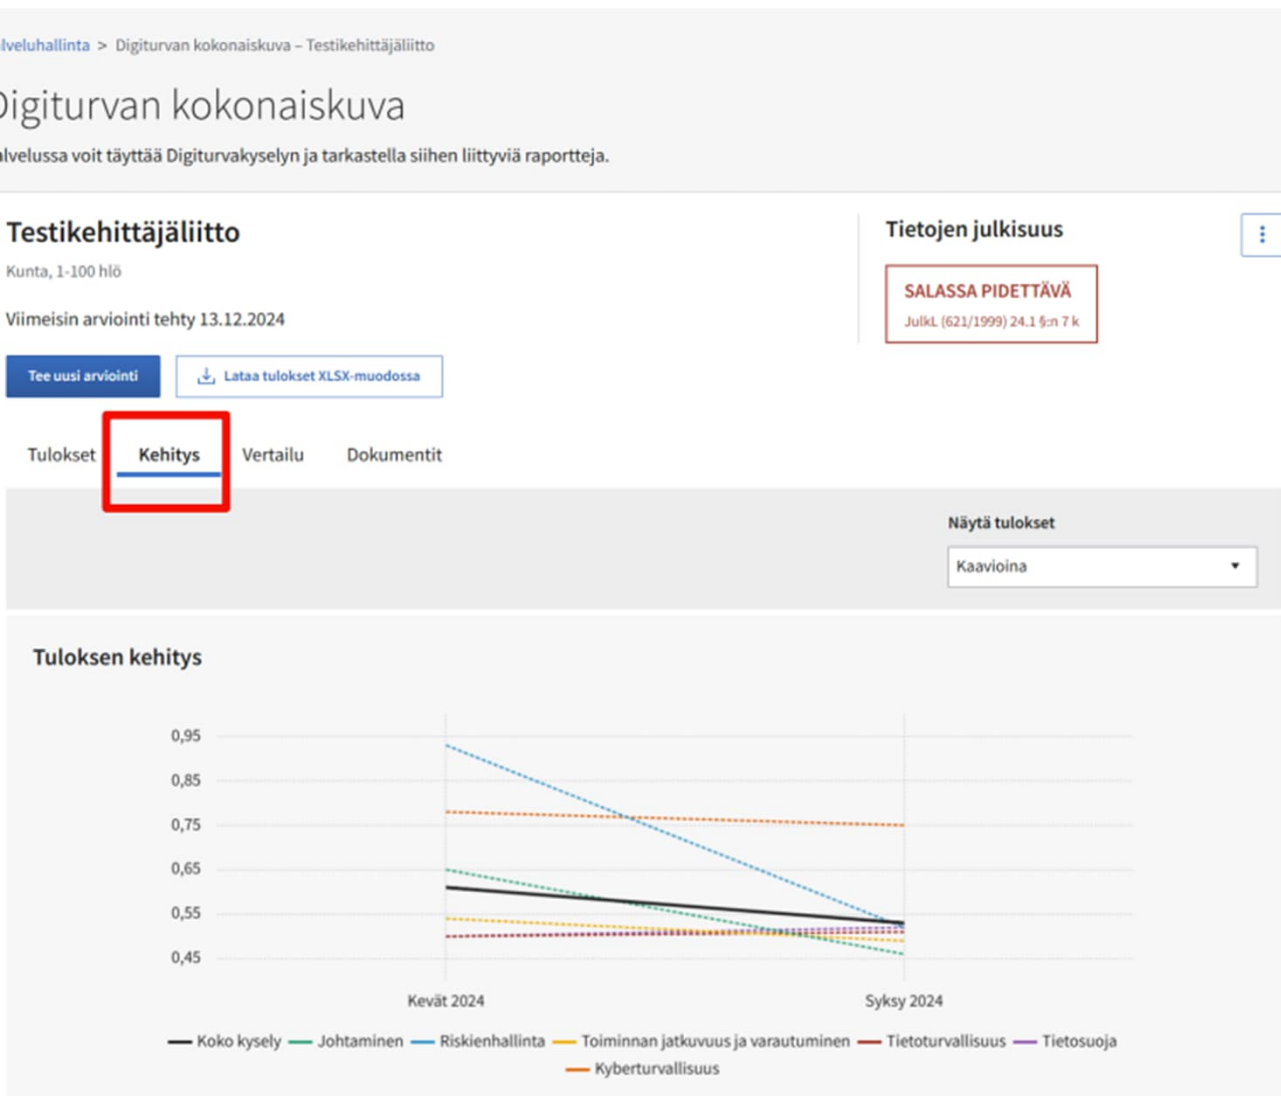 lveluhallinta > Digiturvan kokonaiskuva – Testikehittäjäliitto
Digiturvan kokonaiskuva
alvelussa voit täyttää Digiturvakyselyn ja tarkastella siihen liittyviä raportteja.
Testikehittäjäliitto
Kunta, 1-100 hlö
Viimeisin arviointi tehty 13.12.2024
Tietojen julkisuus
SALASSA PIDETTÄVÄ
JulkL (621/1999) 24.1 §:n 7 k
Tee uusi arviointi
Lataa tulokset XLSX-muodossa
Tulokset Kehitys Vertailu Dokumentit
Näytä tulokset
Kaavioina
Tuloksen kehitys
0,95
0,85
0,75
0,65
0,55
0,45
Kevät 2024 Syksy 2024
Koko kysely Johtaminen Riskienhallinta Toiminnan jatkuvuus ja varautuminen Tietoturvallisuus Tietosuoja
Kyberturvallisuus